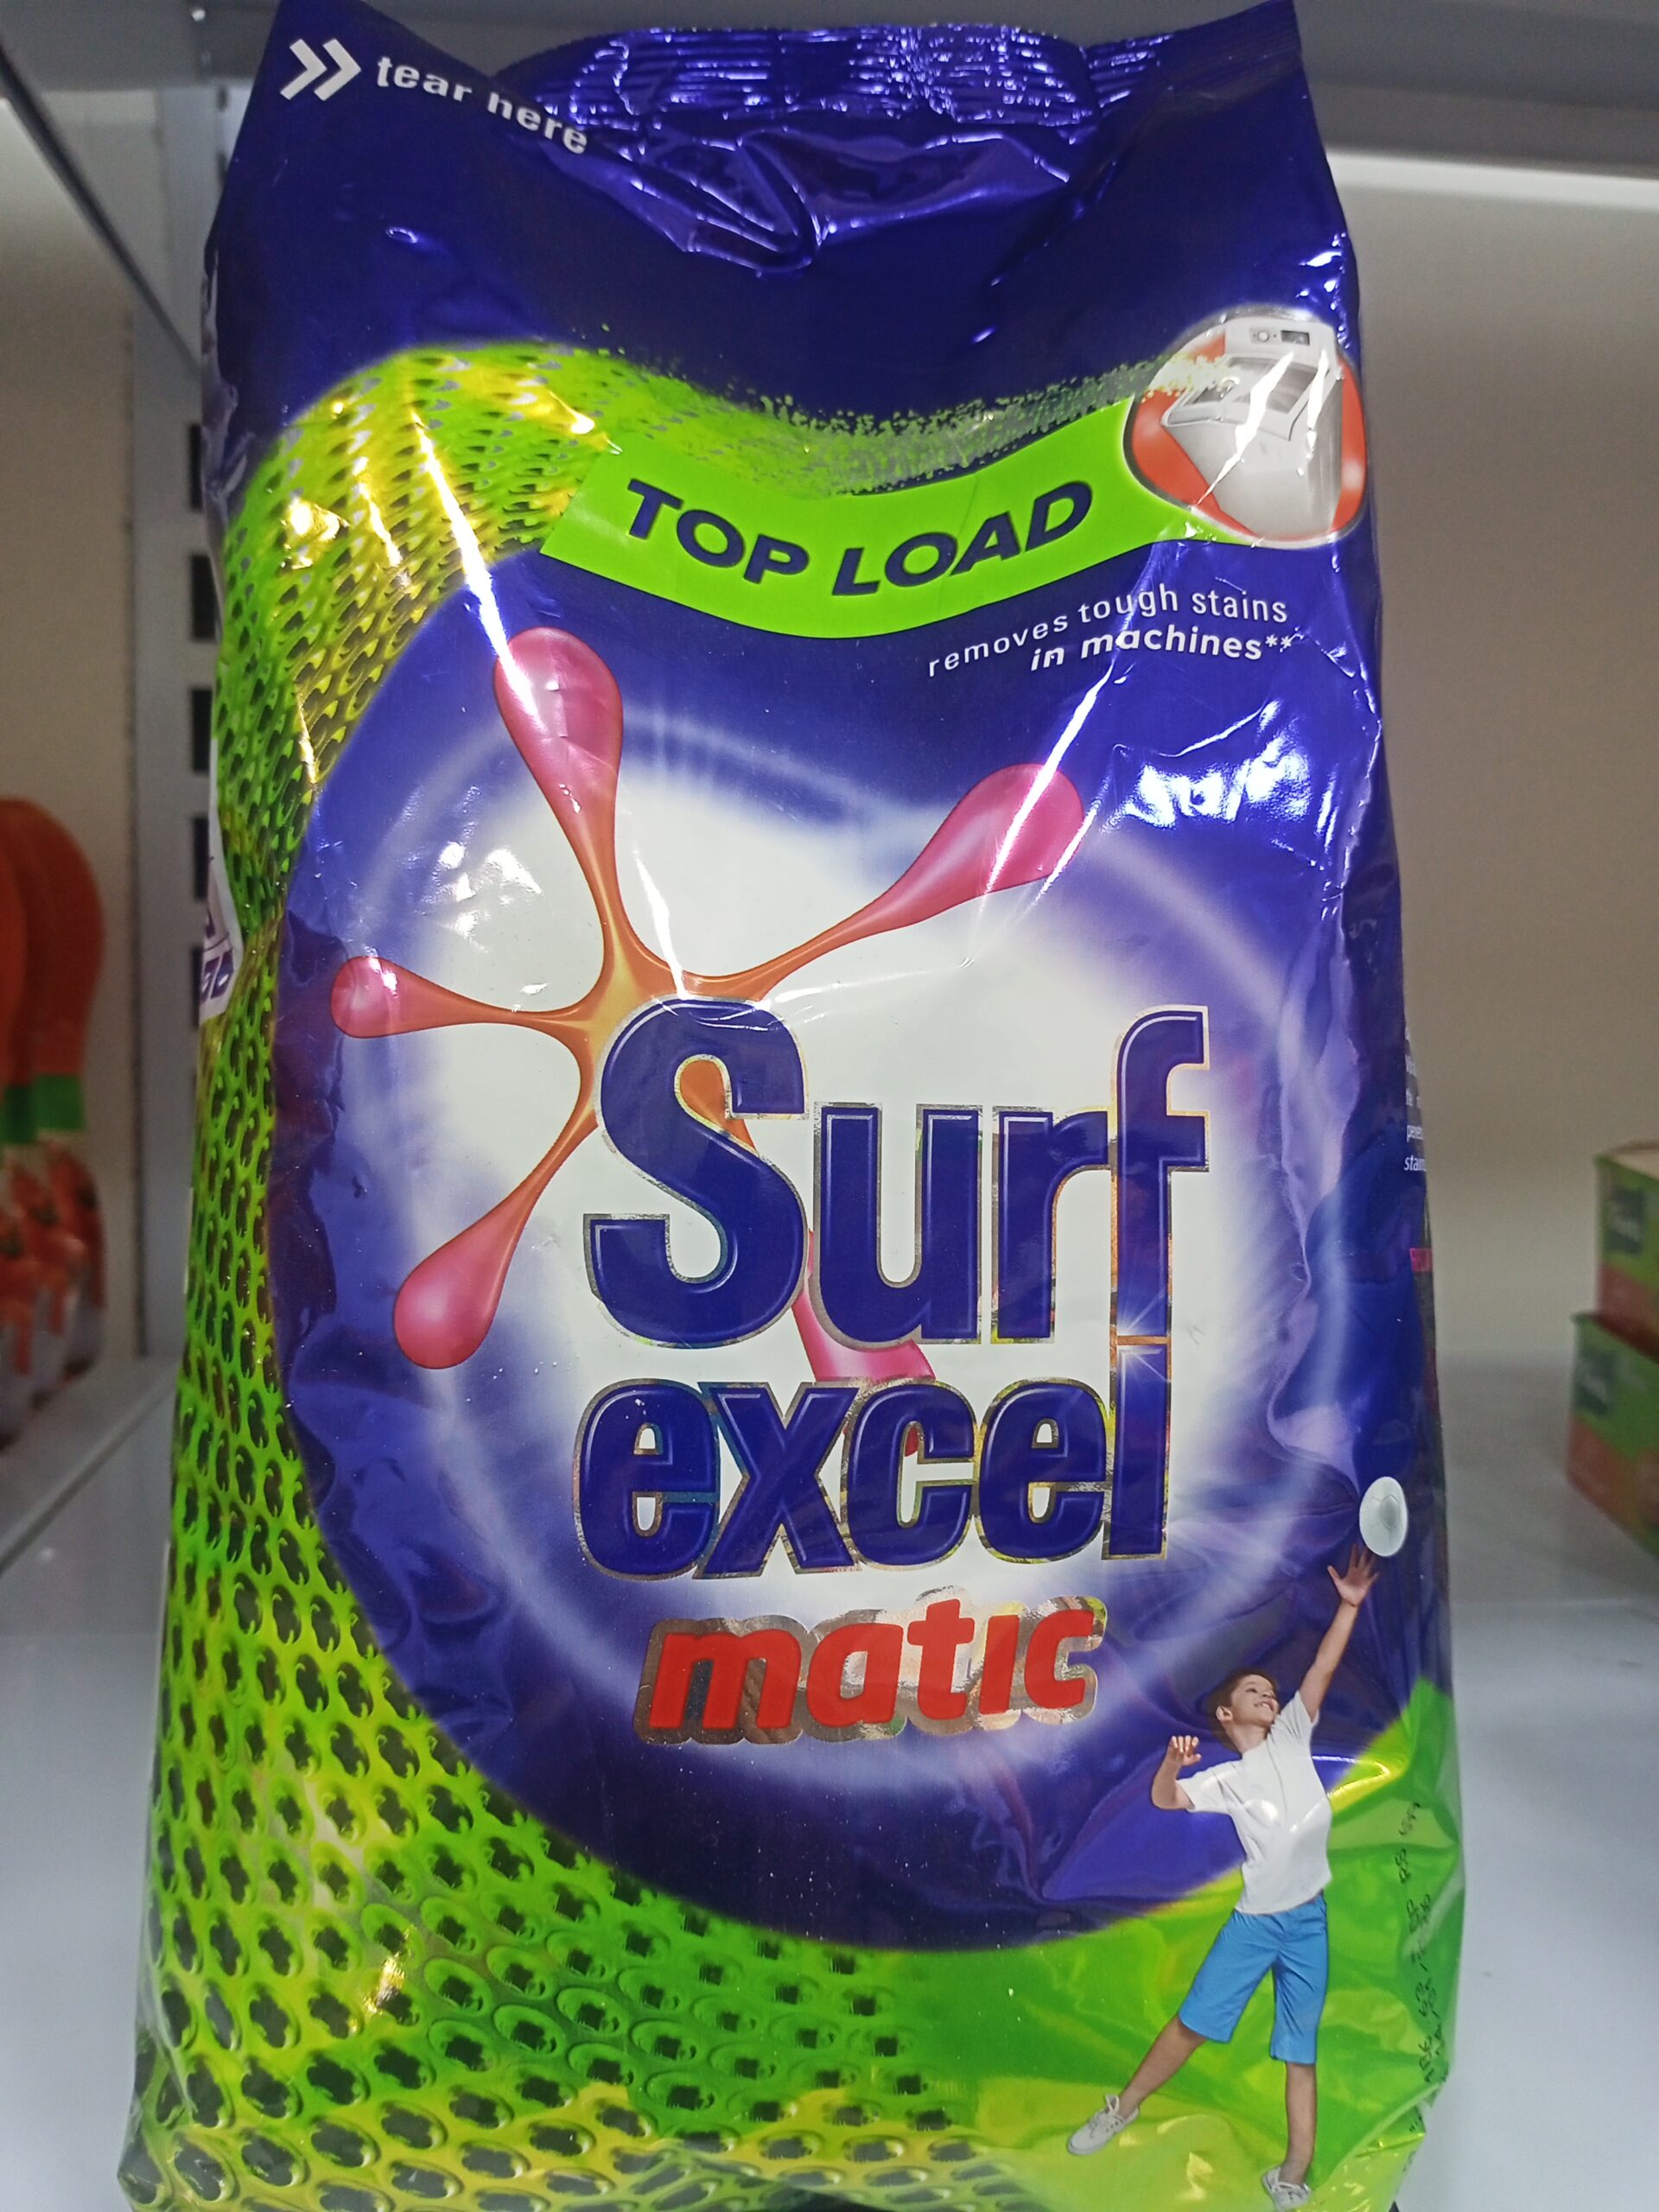 >> tear here
TOP LOAD
removes tough stains
in machines**
Surf
excel
matic